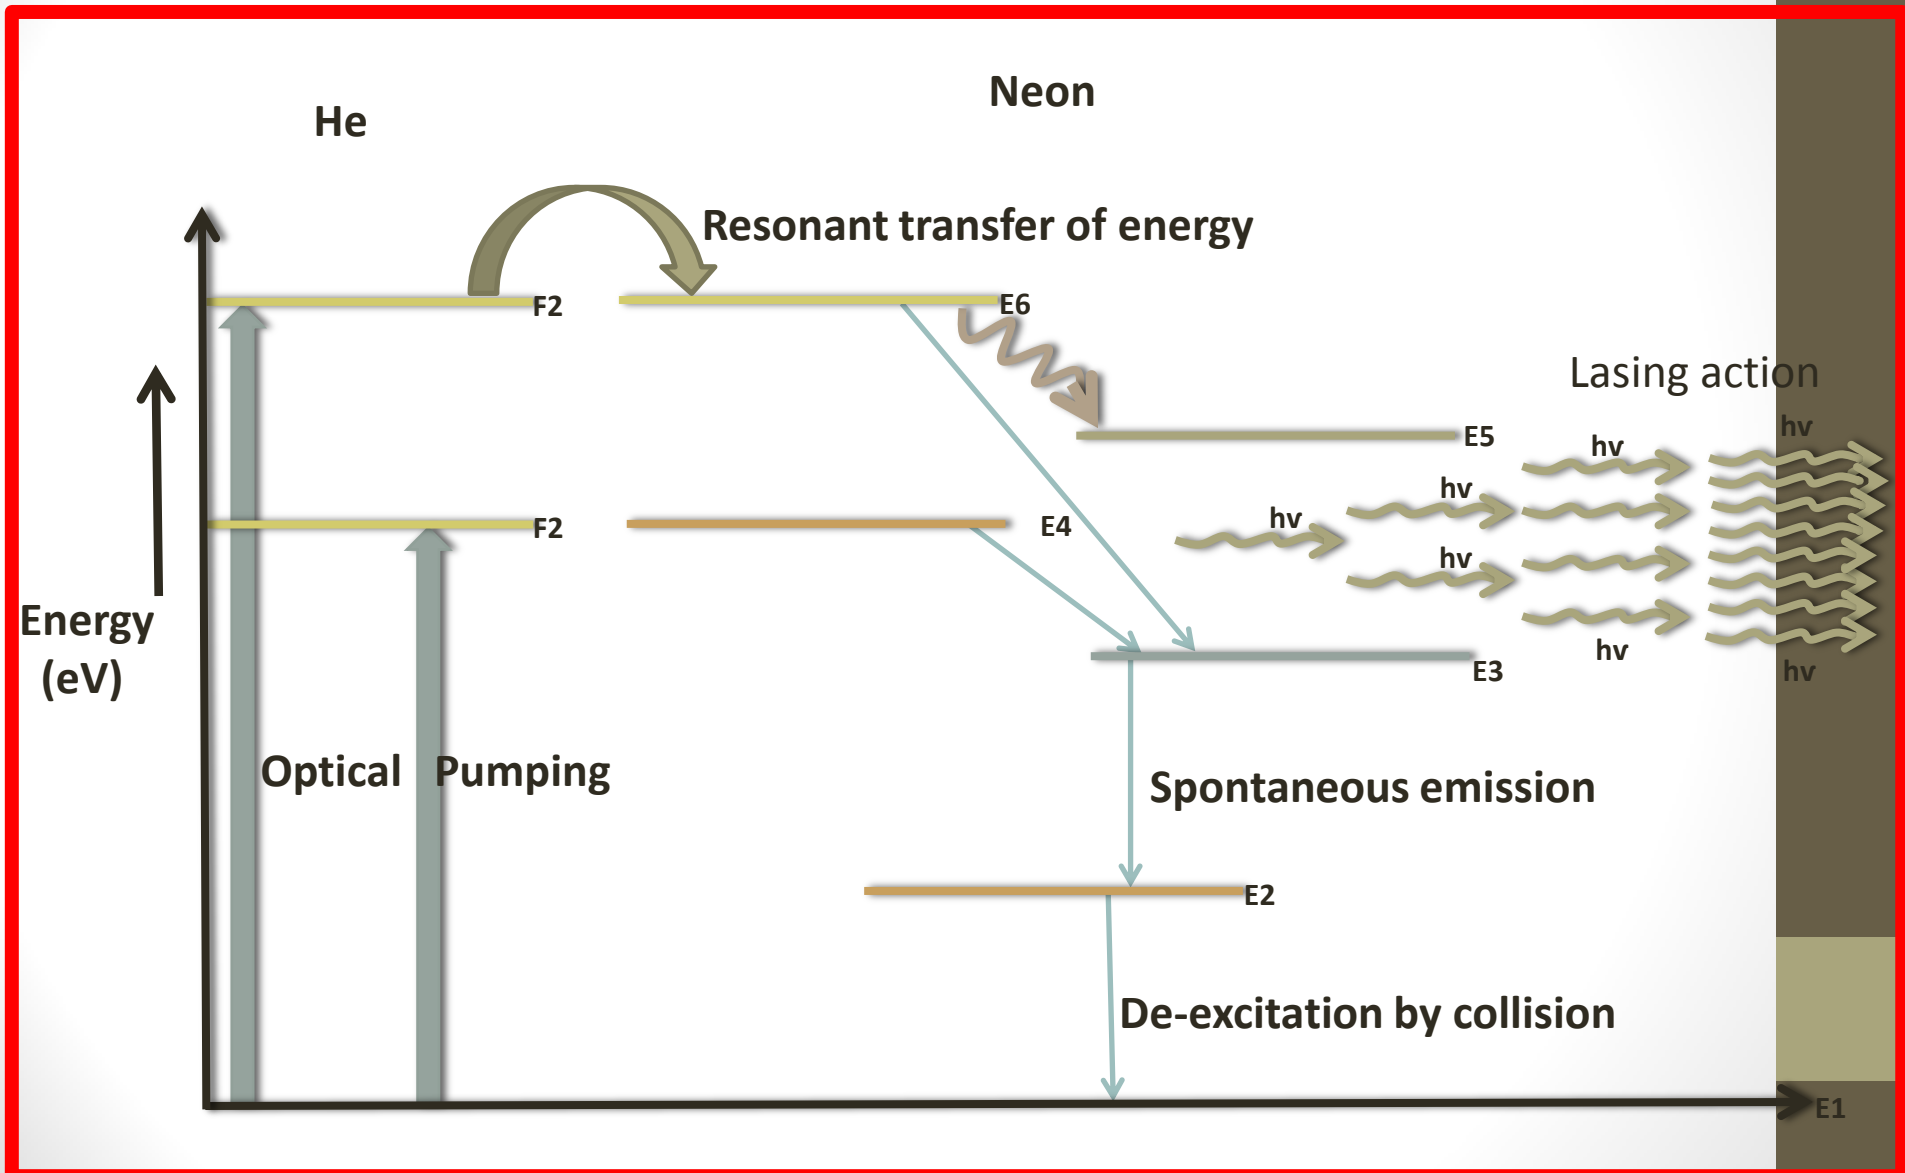 Neon
He
Resonant transfer of energy
F2
E6
Lasing action
hv
E5
hv
hv
F2
E4
hv
hv
Energy
(eV)
hv
E3
hv
Optical Pumping
Spontaneous emission
E2
De-excitation by collision
E1